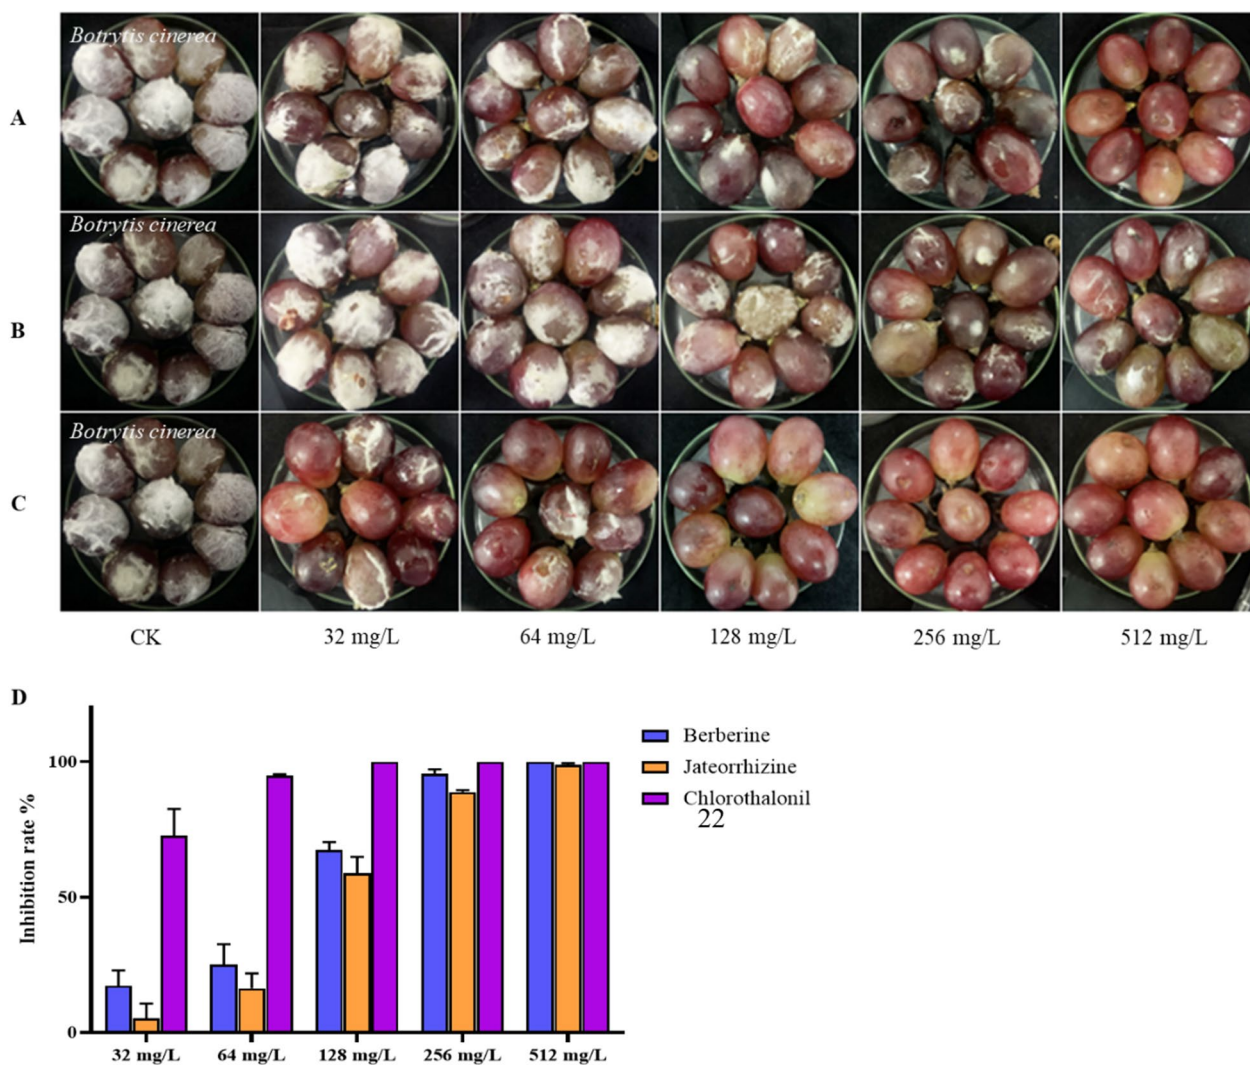 Botrytis cinerea
A
Botrytis cinerea
B
Botrytis cinerea
C
CK 32 mg/L 64 mg/L 128 mg/L 256 mg/L 512 mg/L
D
Inhibition rate %
100
50
0
32 mg/L 64 mg/L 128 mg/L 256 mg/L 512 mg/L
Berberine
Jateorrhizine
Chlorothalonil
22